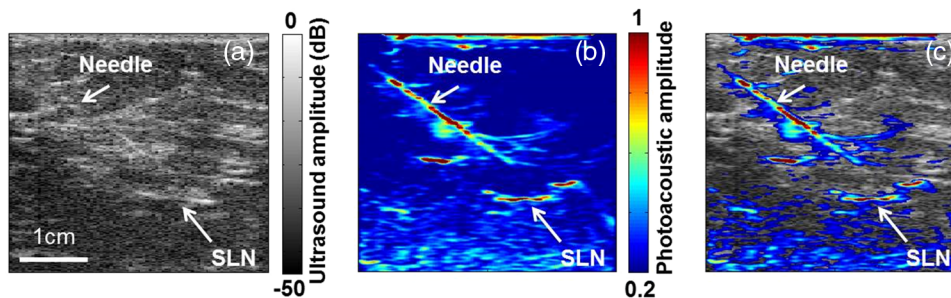 (a)
Needle
SLN
1cm
0
Ultrasound amplitude (dB)
-50
(b)
Needle
SLN
1
Photoacoustic amplitude
0.2
(c)
Needle
SLN